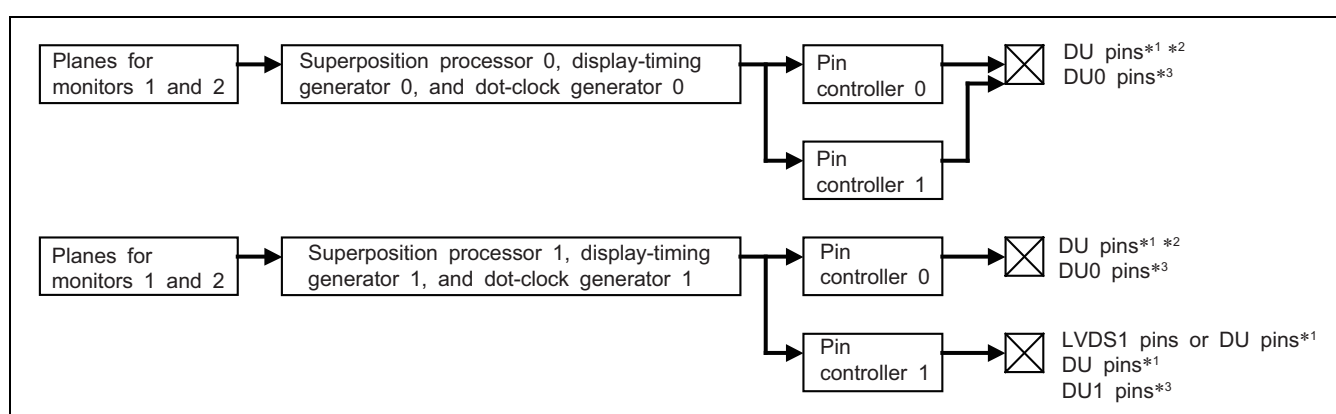 Planes for
monitors 1 and 2
Superposition processor 0, display-timing
generator 0, and dot-clock generator 0
Pin
controller 0
DU pins*1 *2
DU0 pins*3
Pin
controller 1
Planes for
monitors 1 and 2
Superposition processor 1, display-timing
generator 1, and dot-clock generator 1
Pin
controller 0
DU pins*1 *2
DU0 pins*3
Pin
controller 1
LVDS1 pins or DU pins*1
DU pins*1
DU1 pins*3